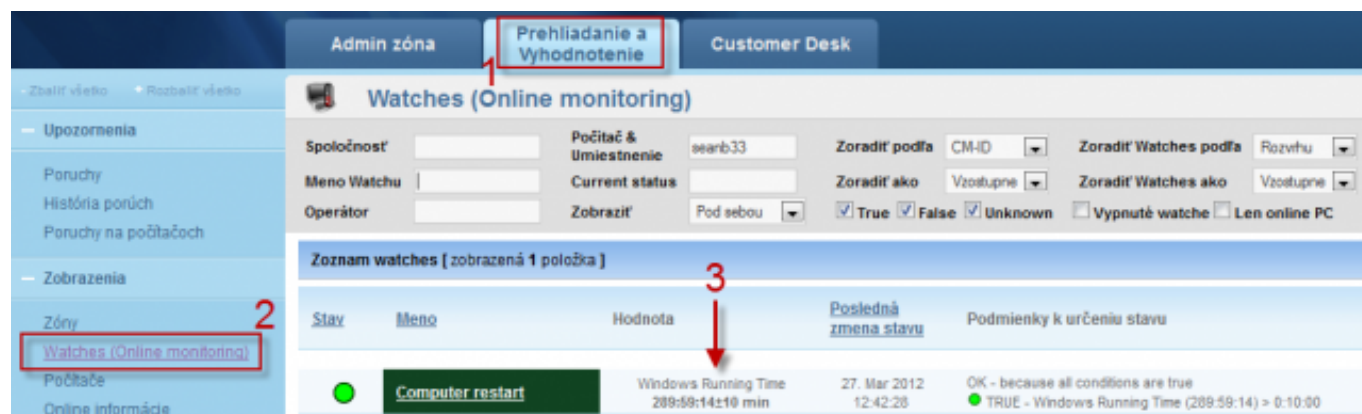 Admin zóna
Prehliadanie a
Vyhodnotenie
Customer Desk
1
- Zbaliť všetko + Rozbaliť všetko
Watches (Online monitoring)
– Upozornenia
Poruchy
História porúch
Poruchy na počítačoch
– Zobrazenia
Zóny
2
Watches (Online monitoring)
Počítače
Online informácie
Spoločnosť
Počítač &
Umiestnenie
seanb33
Zoradiť podľa CM-ID
Zoradiť Watches podľa Rozvrhu
Meno Watchu
Current status
Zoradiť ako Vzostupne
Zoradiť Watches ako Vzostupne
Operátor
Zobraziť Pod sebou
True False Unknown
Vypnuté watche Len online PC
Zoznam watches [ zobrazená 1 položka ]
3
Stav Meno Hodnota
Posledná
zmena stavu
Podmienky k určeniu stavu
Computer restart
Windows Running Time
289:59:14±10 min
27. Mar 2012
12:42:28
OK - because all conditions are true
TRUE - Windows Running Time (289:59:14) > 0:10:00